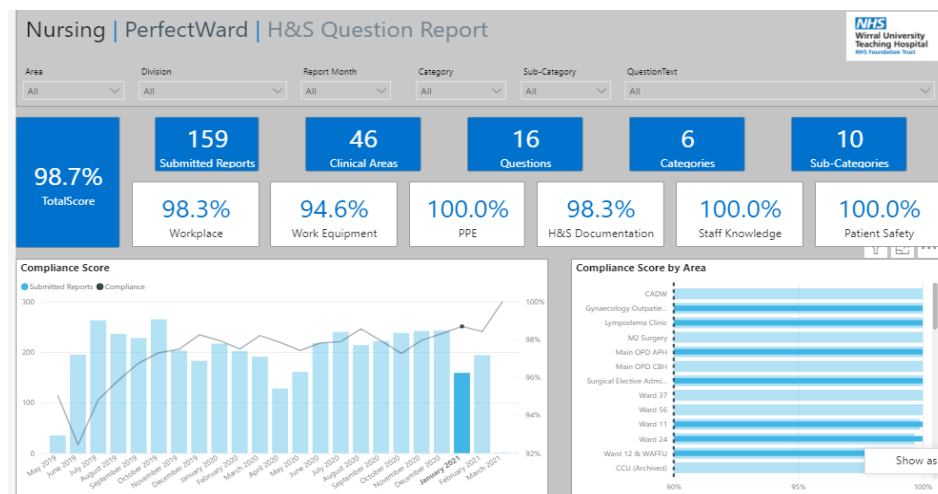 Nursing | PerfectWard | H&S Question Report
NHS
Wirral University
Teaching Hospital
NHS Foundation Trust
Area Division Report Month Category Sub-Category QuestionText
All All All All All All
98.7%
TotalScore
159
Submitted Reports
46
Clinical Areas
16
Questions
6
Categories
10
Sub-Categories
98.3%
Workplace
94.6%
Work Equipment
100.0%
PPE
98.3%
H&S Documentation
100.0%
Staff Knowledge
100.0%
Patient Safety
Compliance Score
Submitted Reports Compliance
300 100%
98%
200
96%
100
94%
0 92%
May 2019
June 2019
July 2019
August 2019
September 2019
October 2019
November 2019
December 2019
January 2020
February 2020
March 2020
April 2020
May 2020
June 2020
July 2020
August 2020
September 2020
October 2020
November 2020
December 2020
January 2021
February 2021
March 2021
Compliance Score by Area
CADW
Gynaecology Outpatie...
Lympodema Clinic
M2 Surgery
Main OPD APH
Main OPD CBH
Surgical Elective Admi...
Ward 37
Ward 56
Ward 11
Ward 24
Ward 12 & WAFFU
CCU (Archived)
Show as
90% 95% 100%